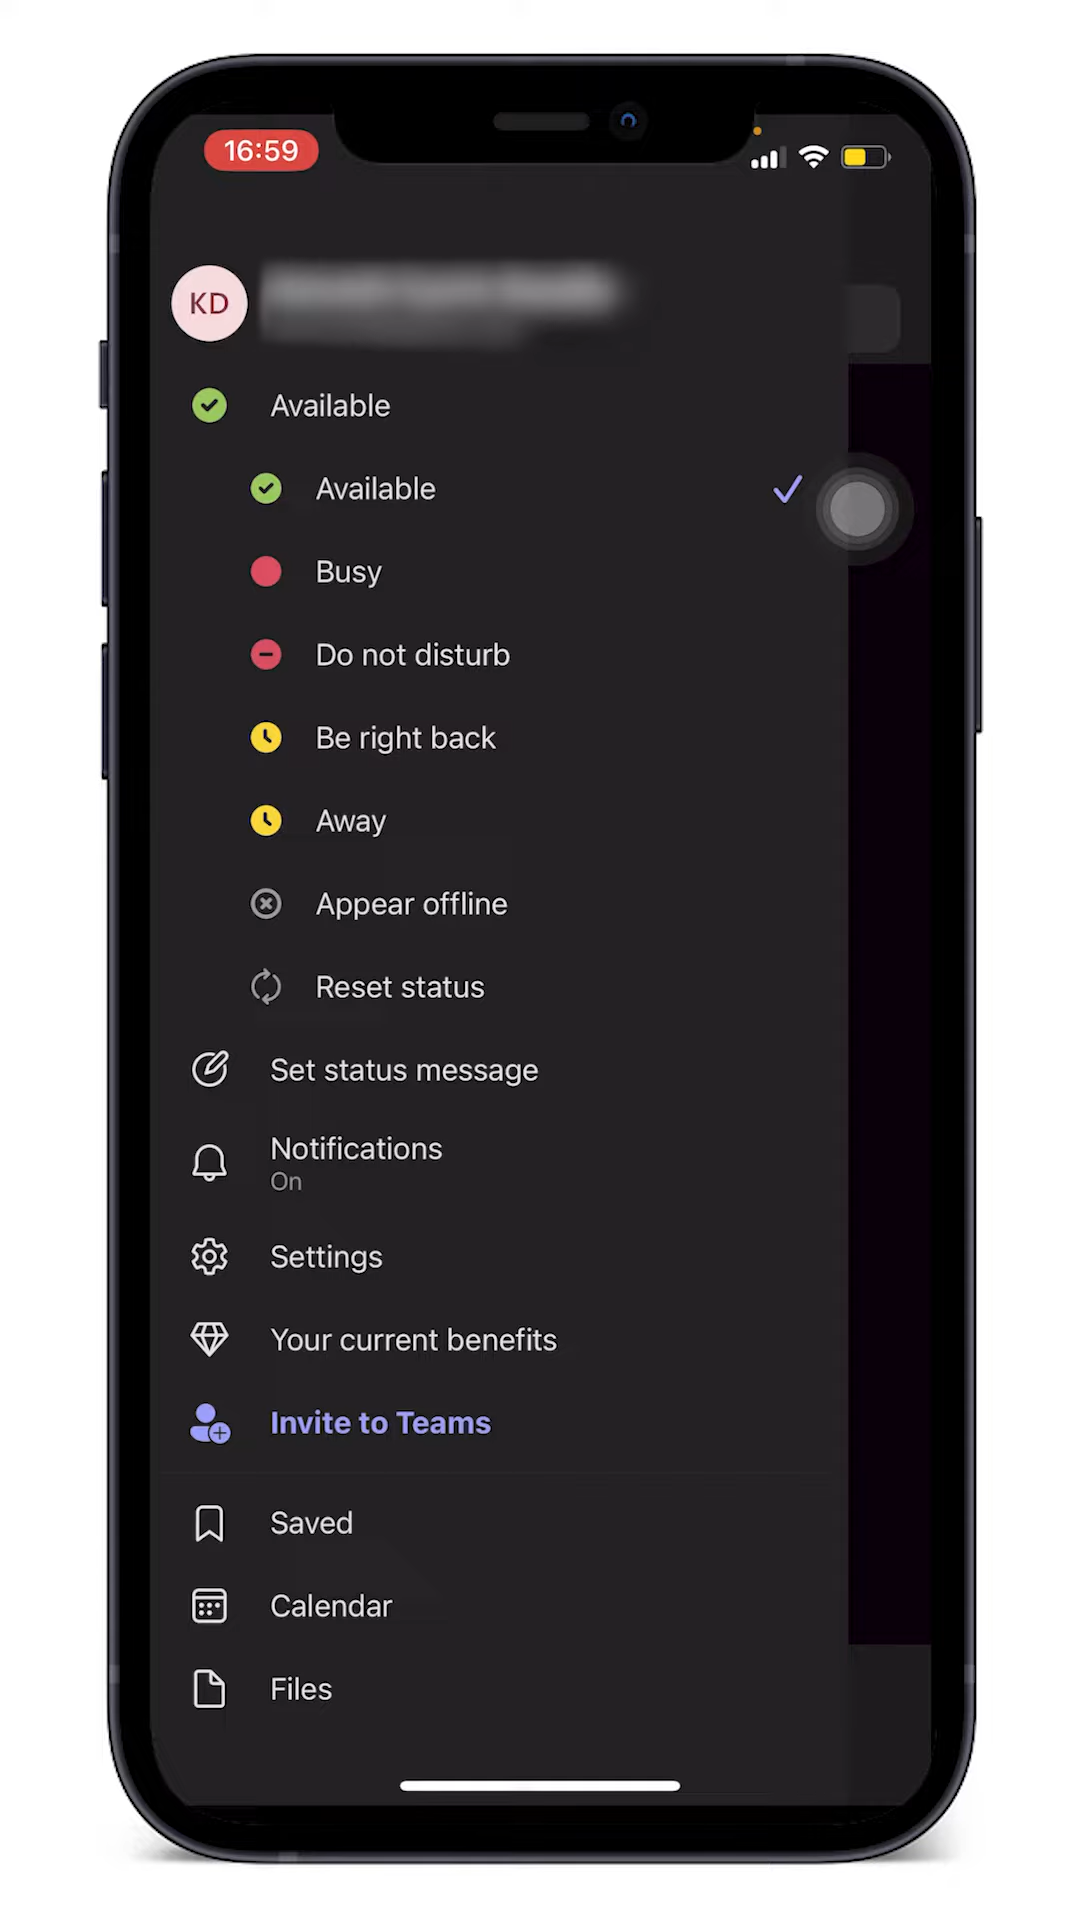 16:59
KD
Available
Available
Busy
Do not disturb
Be right back
Away
Appear offline
Reset status
Set status message
Notifications
On
Settings
Your current benefits
Invite to Teams
Saved
Calendar
Files